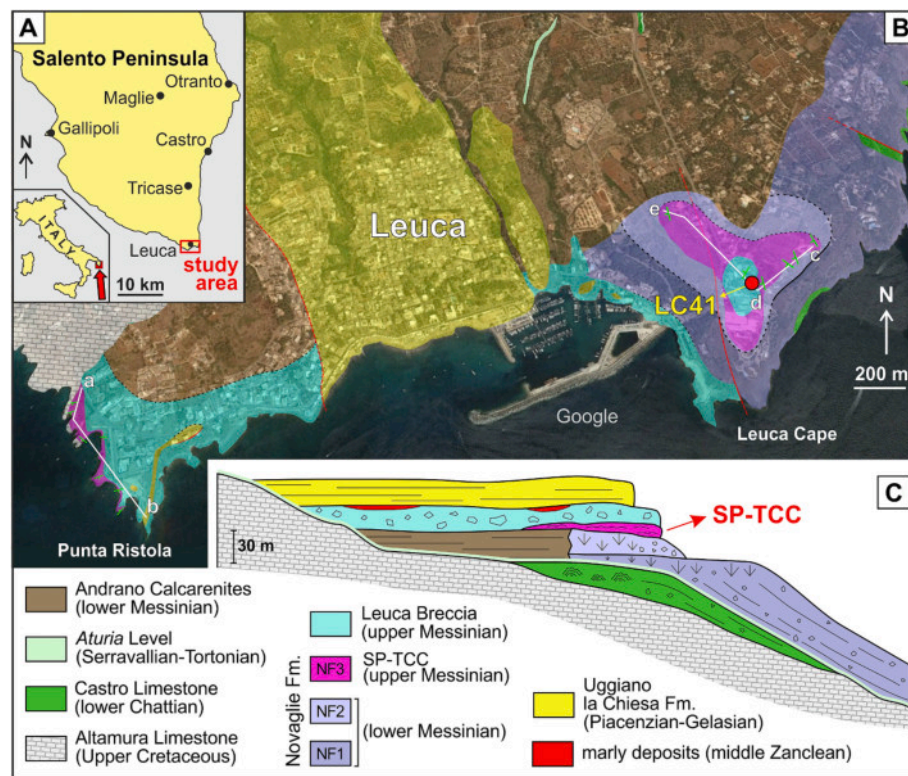 A
B
Salento Peninsula
Otranto
Maglie
Gallipoli
N
Castro
Tricase
ITALY
Leuca
study
area
10 km
Leuca
e
c
d
LC41
N
200 m
Google
Leuca Cape
a
b
Punta Ristola
C
SP-TCC
30 m
Andrano Calcarenites
(lower Messinian)
Aturia Level
(Serravallian-Tortonian)
Castro Limestone
(lower Chattian)
Altamura Limestone
(Upper Cretaceous)
Leuca Breccia
(upper Messinian)
Novaglie Fm.
NF3
SP-TCC
(upper Messinian)
NF2
(lower Messinian)
NF1
Uggiano
la Chiesa Fm.
(Piacenzian-Gelasian)
marly deposits (middle Zanclean)